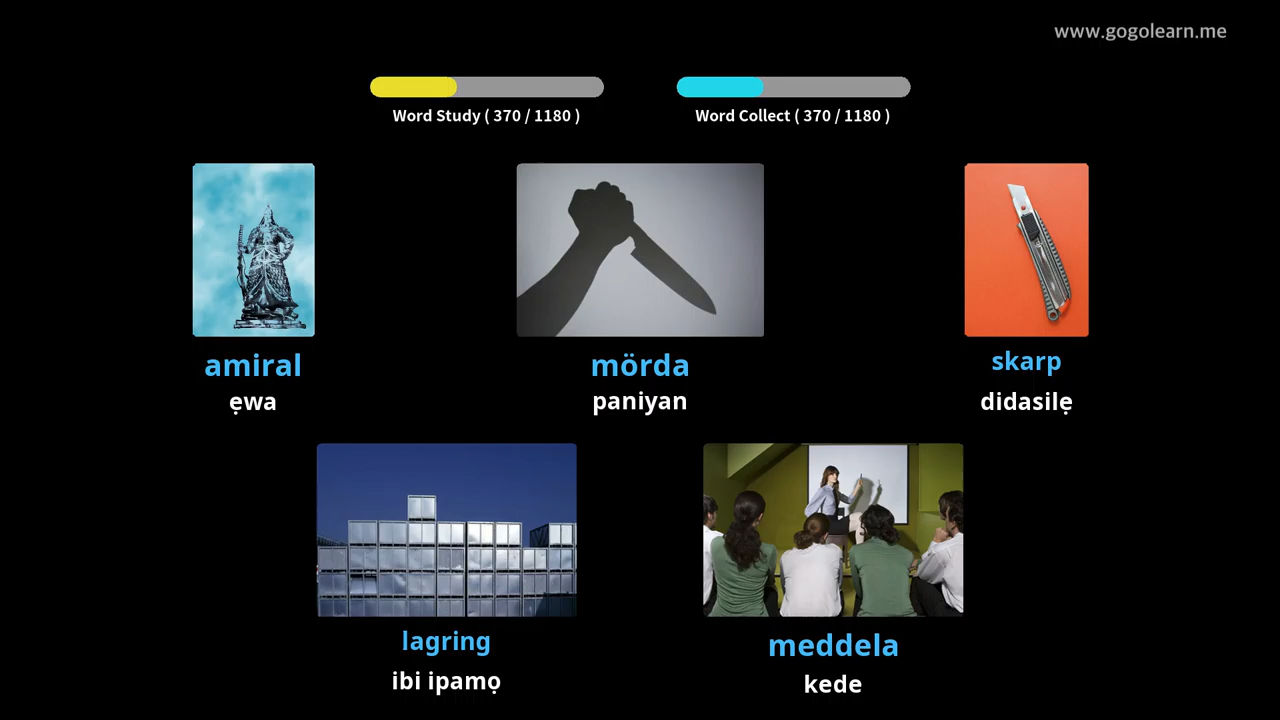 www.gogolearn.me
Word Study ( 370 / 1180 )
Word Collect ( 370 / 1180 )
amiral
ẹwa
mörda
paniyan
skarp
didasilẹ
lagring
ibi ipamọ
meddela
kede